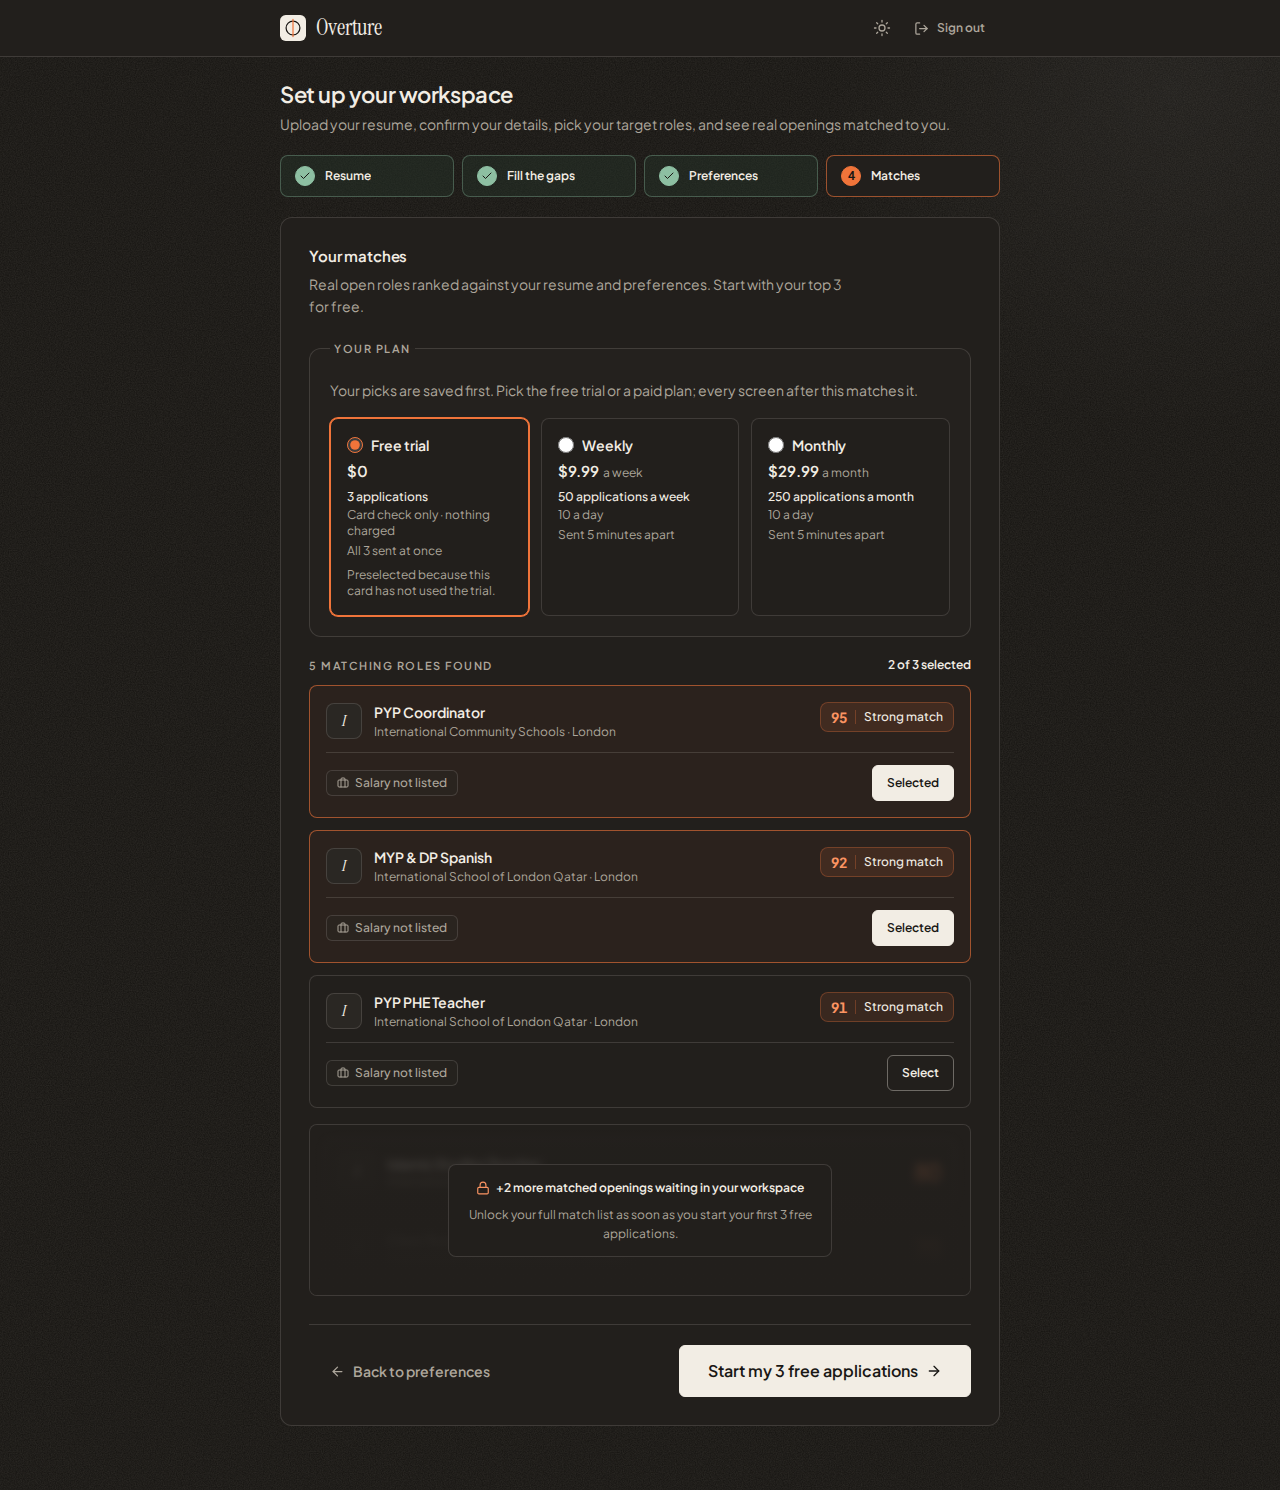 Overture
Sign out
Set up your workspace
Upload your resume, confirm your details, pick your target roles, and see real openings matched to you.
Resume
Fill the gaps
Preferences
4 Matches
Your matches
Real open roles ranked against your resume and preferences. Start with your top 3
for free.
YOUR PLAN
Your picks are saved first. Pick the free trial or a paid plan; every screen after this matches it.
Free trial
$0
3 applications
Card check only · nothing
charged
All 3 sent at once
Preselected because this
card has not used the trial.
Weekly
$9.99 a week
50 applications a week
10 a day
Sent 5 minutes apart
Monthly
$29.99 a month
250 applications a month
10 a day
Sent 5 minutes apart
5 MATCHING ROLES FOUND
2 of 3 selected
I
PYP Coordinator
International Community Schools · London
95 Strong match
Salary not listed
Selected
I
MYP & DP Spanish
International School of London Qatar · London
92 Strong match
Salary not listed
Selected
I
PYP PHE Teacher
International School of London Qatar · London
91 Strong match
Salary not listed
Select
+2 more matched openings waiting in your workspace
Unlock your full match list as soon as you start your first 3 free
applications.
Back to preferences
Start my 3 free applications